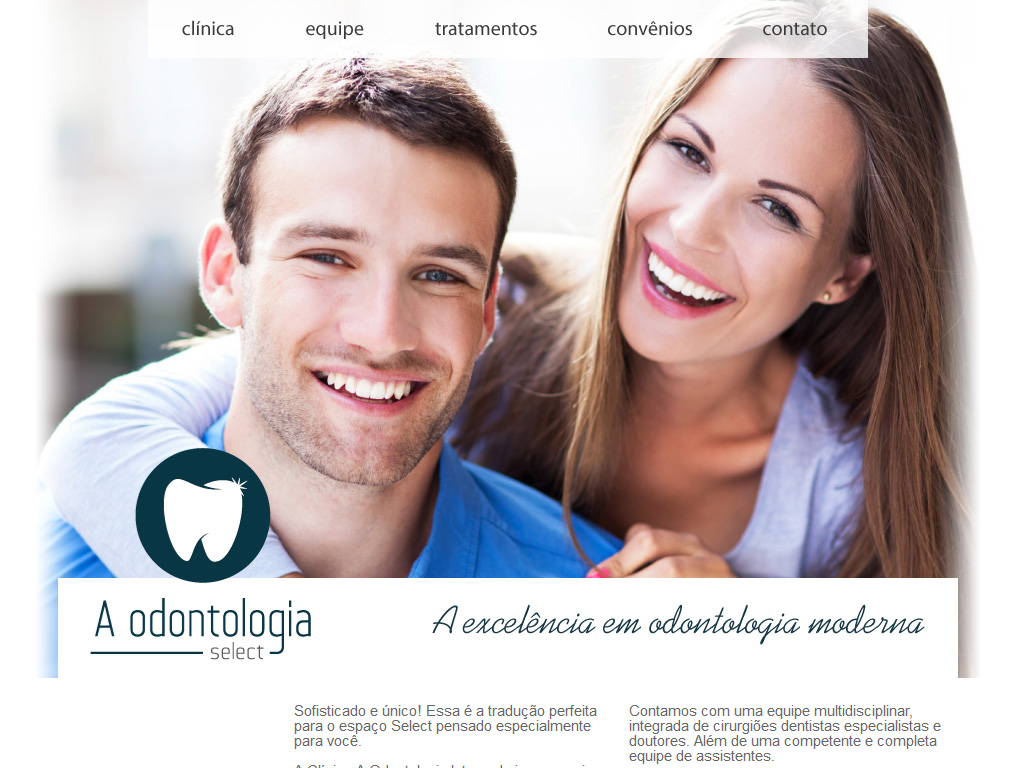 clínica equipe tratamentos convênios contato
A odontologia
select
A excelência em odontologia moderna
Sofisticado e único! Essa é a tradução perfeita
para o espaço Select pensado especialmente
para você.
Contamos com uma equipe multidisciplinar,
integrada de cirurgiões dentistas especialistas e
doutores. Além de uma competente e completa
equipe de assistentes.